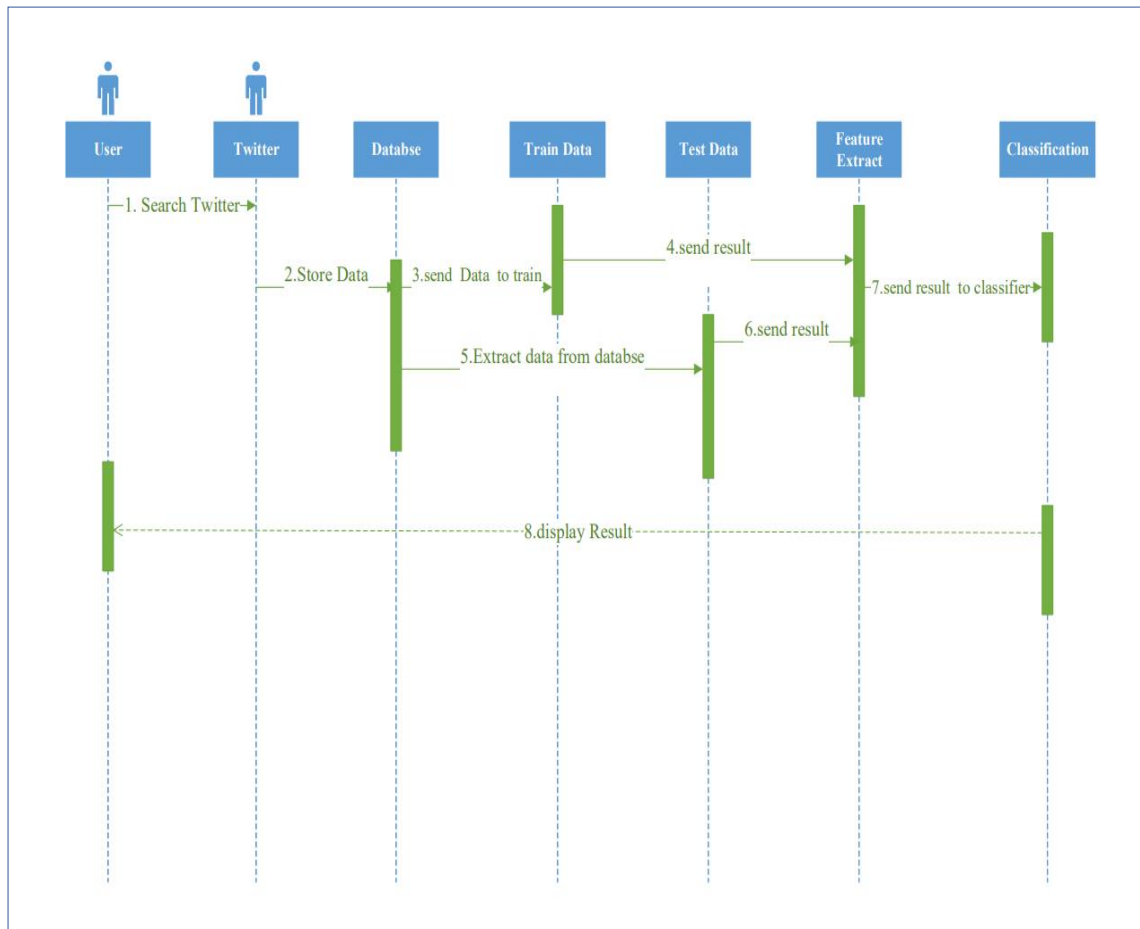 User
Twitter
Databse
Train Data
Test Data
Feature
Extract
Classification
1. Search Twitter
4.send result
2.Store Data
3.send Data to train
7.send result to classifier
6.send result
5.Extract data from databse
8.display Result